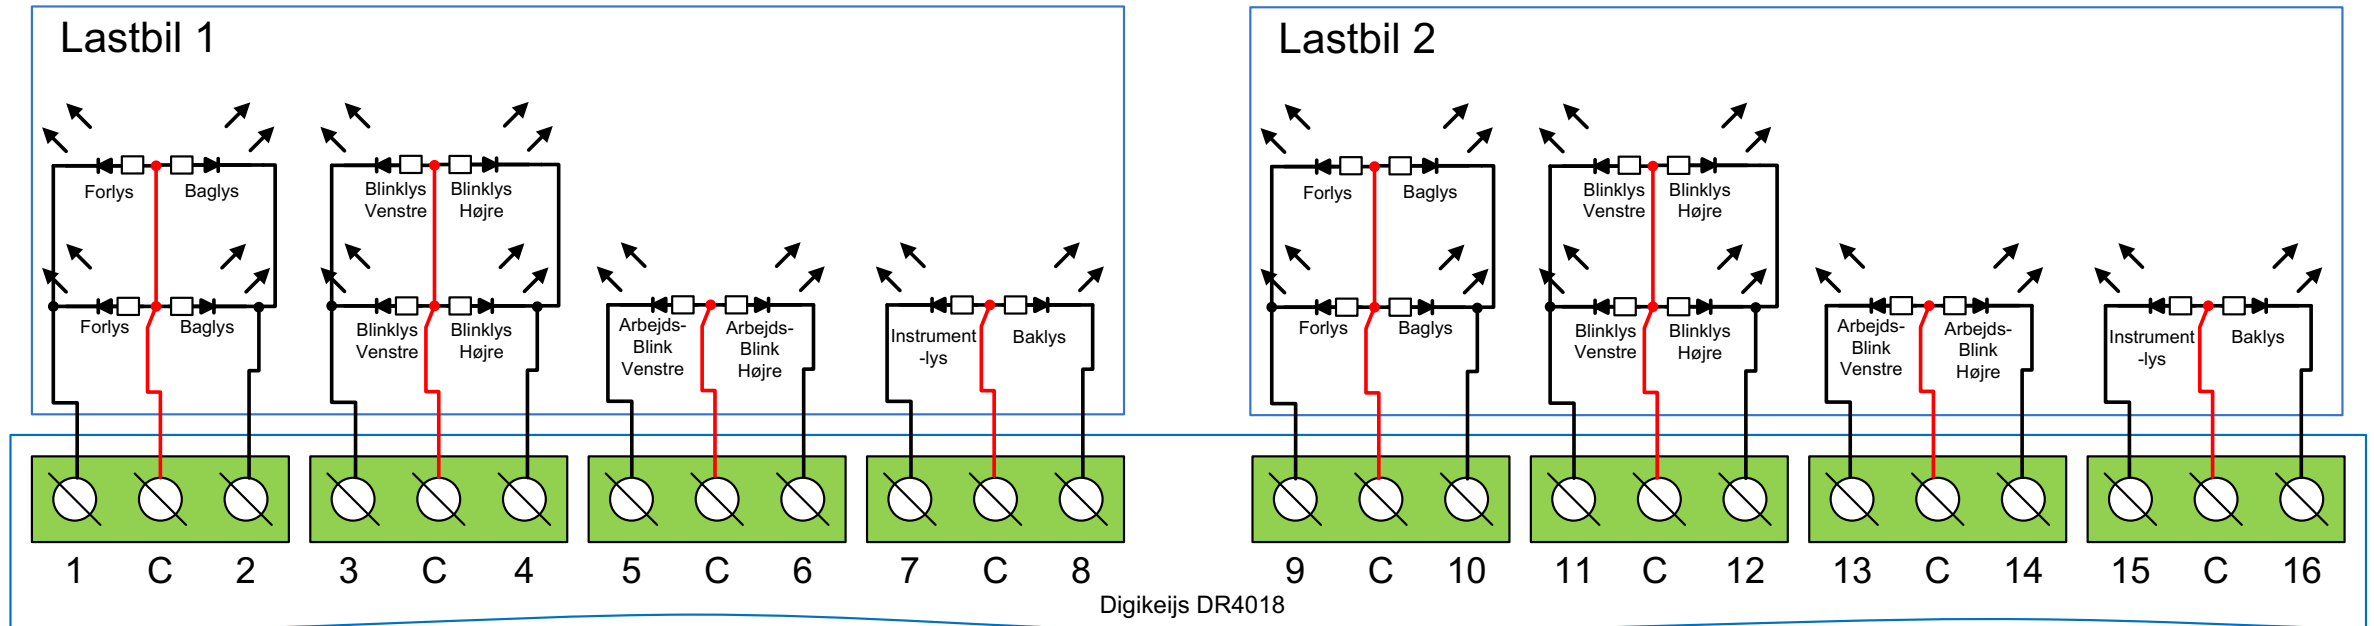 Lastbil 1
Lastbil 2
Forlys
Baglys
Blinklys
Venstre
Blinklys
Højre
Forlys
Baglys
Blinklys
Venstre
Blinklys
Højre
Forlys
Baglys
Blinklys
Venstre
Blinklys
Højre
Arbejds-
Blink
Venstre
Arbejds-
Blink
Højre
Instrument
-lys
Baklys
Forlys
Baglys
Blinklys
Venstre
Blinklys
Højre
Arbejds-
Blink
Venstre
Arbejds-
Blink
Højre
Instrument
-lys
Baklys
1 C 2 3 C 4 5 C 6 7 C 8 9 C 10 11 C 12 13 C 14 15 C 16
Digikeijs DR4018